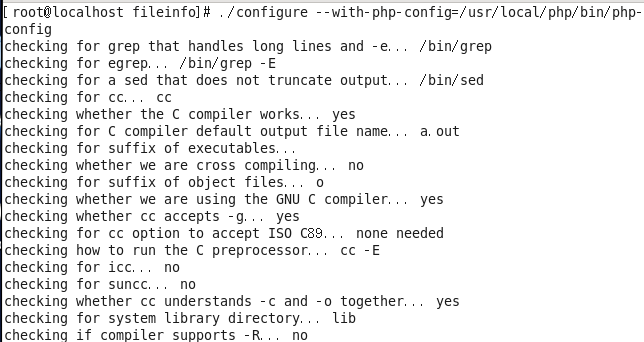 [root@localhost fileinfo]# ./configure --with-php-config=/usr/local/php/bin/php-
config
checking for grep that handles long lines and -e... /bin/grep
checking for egrep... /bin/grep -E
checking for a sed that does not truncate output... /bin/sed
checking for cc... cc
checking whether the C compiler works... yes
checking for C compiler default output file name... a.out
checking for suffix of executables...
checking whether we are cross compiling... no
checking for suffix of object files... o
checking whether we are using the GNU C compiler... yes
checking whether cc accepts -g... yes
checking for cc option to accept ISO C89... none needed
checking how to run the C preprocessor... cc -E
checking for icc... no
checking for suncc... no
checking whether cc understands -c and -o together... yes
checking for system library directory... lib
checking if compiler supports -R... no